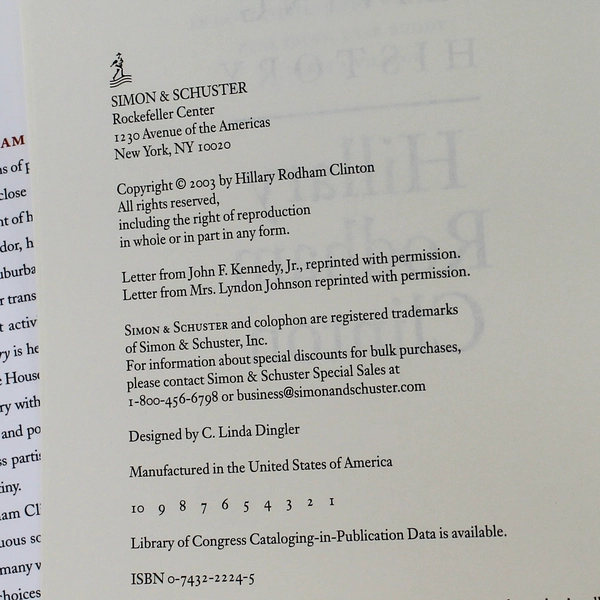 SIMON & SCHUSTER
Rockefeller Center
1230 Avenue of the Americas
New York, NY 10020
Copyright © 2003 by Hillary Rodham Clinton
All rights reserved,
including the right of reproduction
in whole or in part in any form.
Letter from John F. Kennedy, Jr., reprinted with permission.
Letter from Mrs. Lyndon Johnson reprinted with permission.
SIMON & SCHUSTER and colophon are registered trademarks
of Simon & Schuster, Inc.
For information about special discounts for bulk purchases,
please contact Simon & Schuster Special Sales at
1-800-456-6798 or business@simonandschuster.com
Designed by C. Linda Dingler
Manufactured in the United States of America
10 9 8 7 6 5 4 3 2 1
Library of Congress Cataloging-in-Publication Data is available.
ISBN 0-7432-2224-5